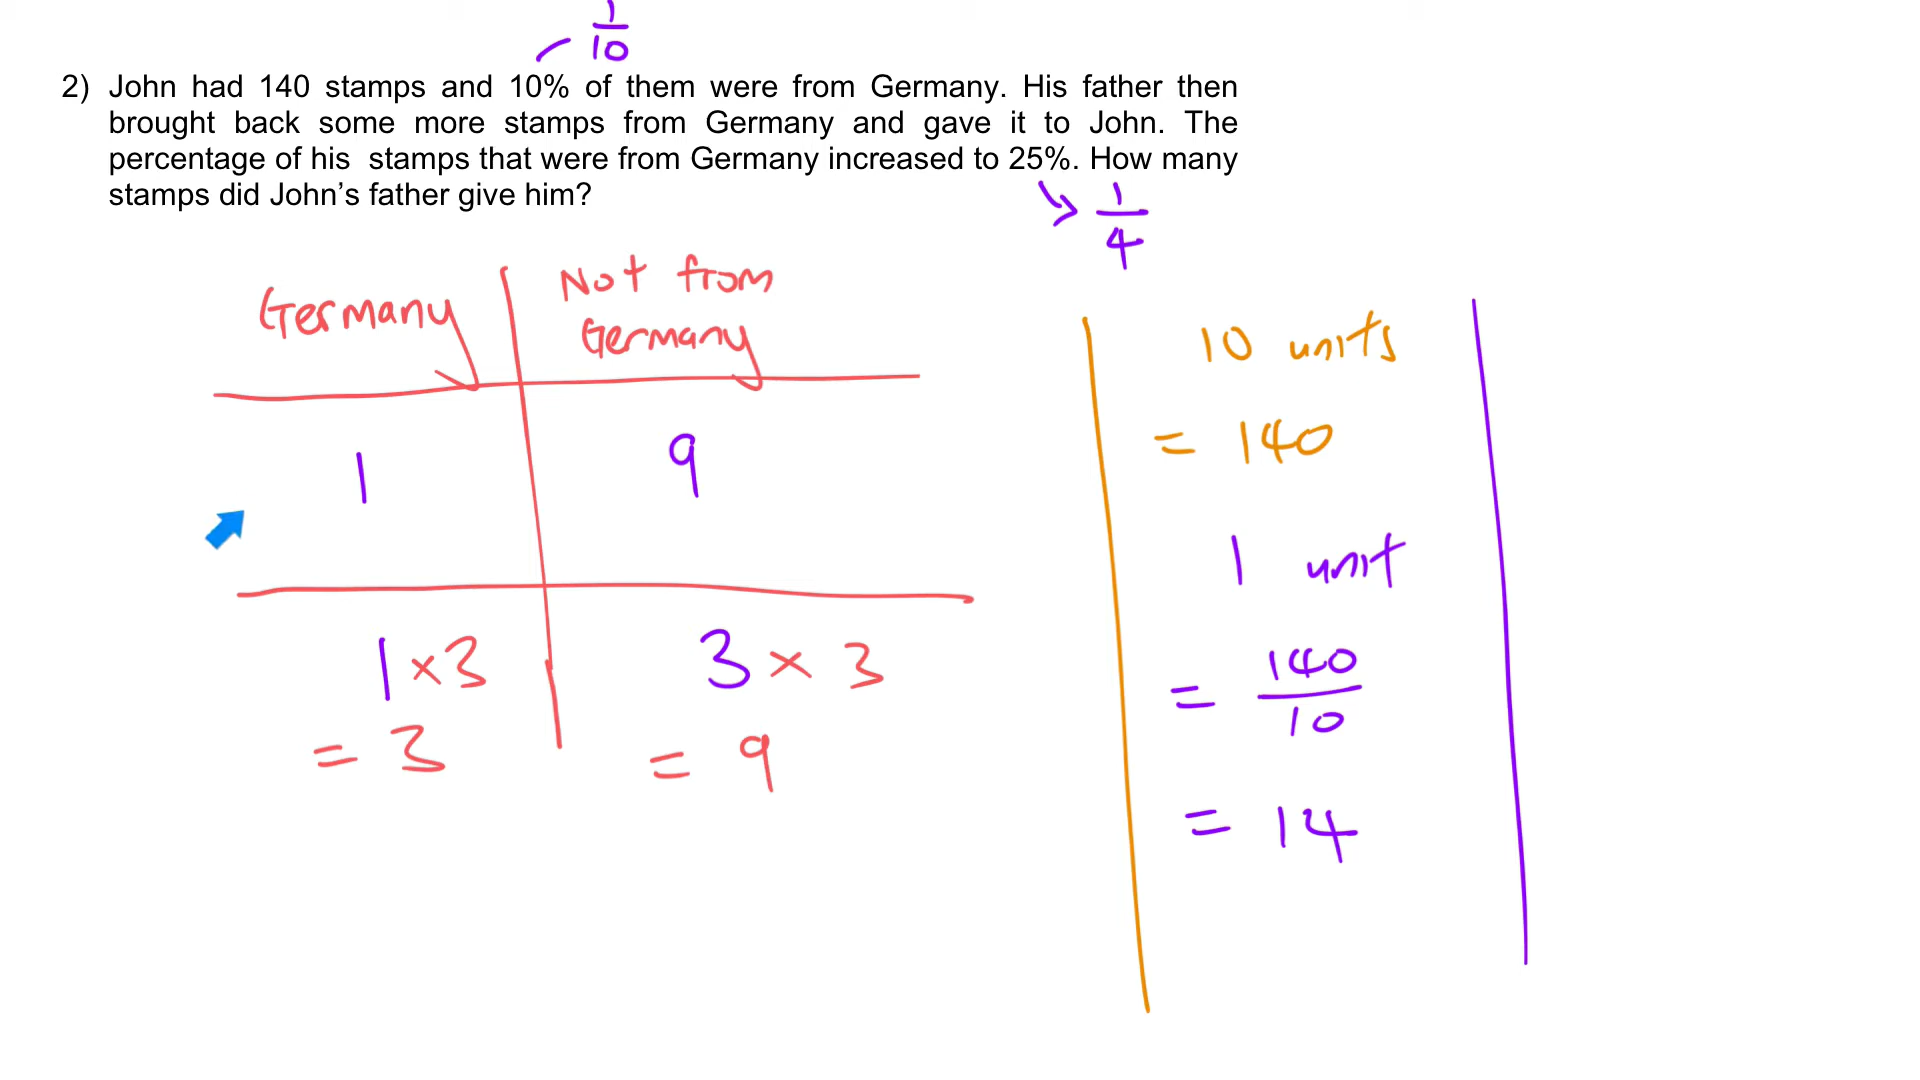 1
10
2) John had 140 stamps and 10% of them were from Germany. His father then
brought back some more stamps from Germany and gave it to John. The
percentage of his stamps that were from Germany increased to 25%. How many
stamps did John's father give him?
1
4
Germany
Not from
Germany
1
9
1 × 3
3 × 3
= 3
= 9
10 units
= 140
1 unit
= 140
10
= 14